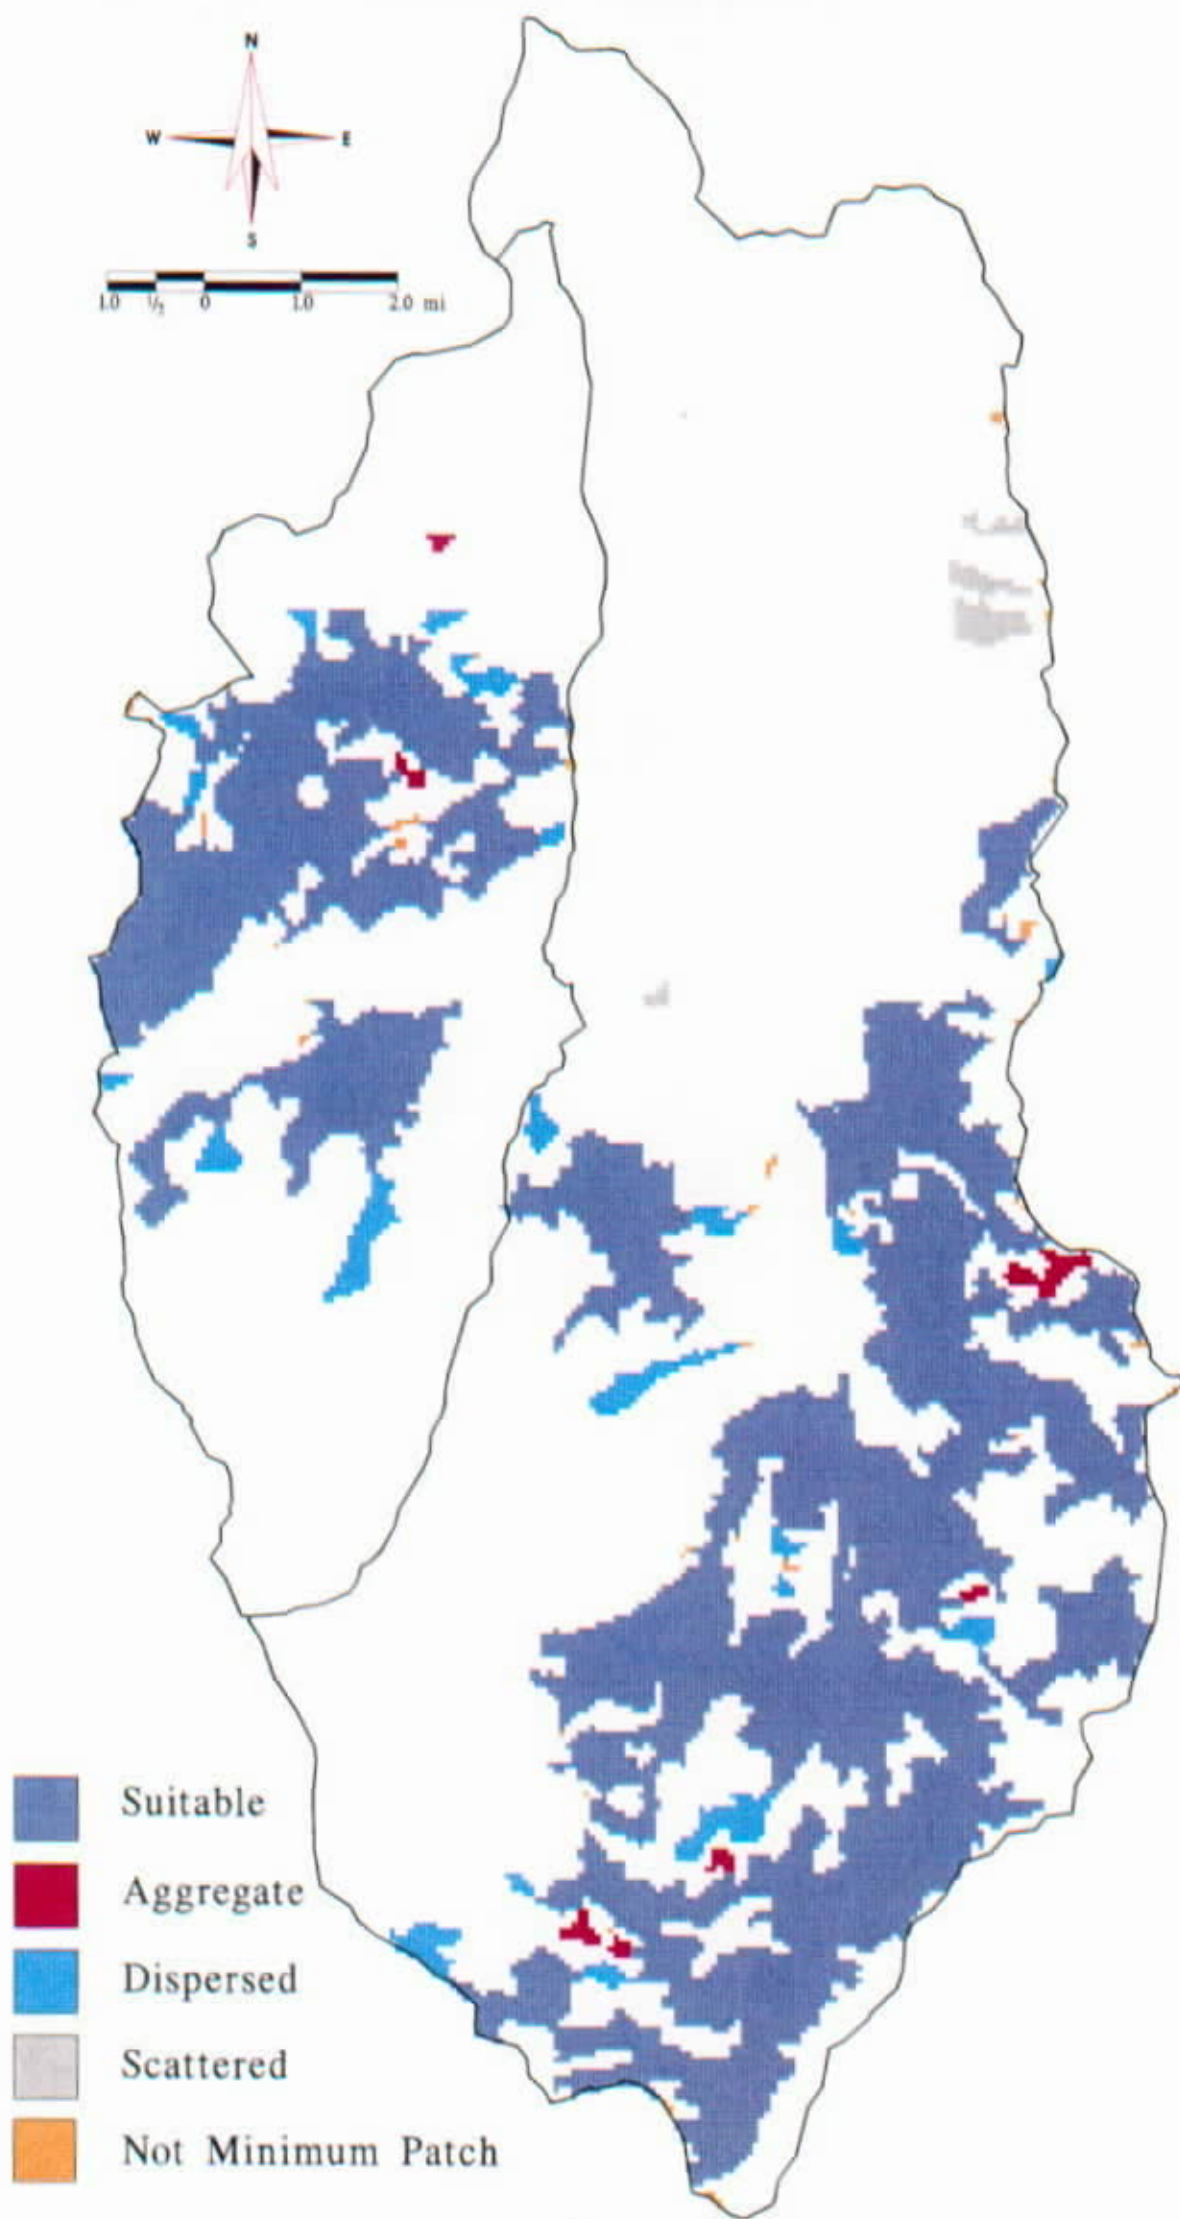 N
W E
S
1.0 1/2 0 1.0 2.0 mi
Suitable
Aggregate
Dispersed
Scattered
Not Minimum Patch